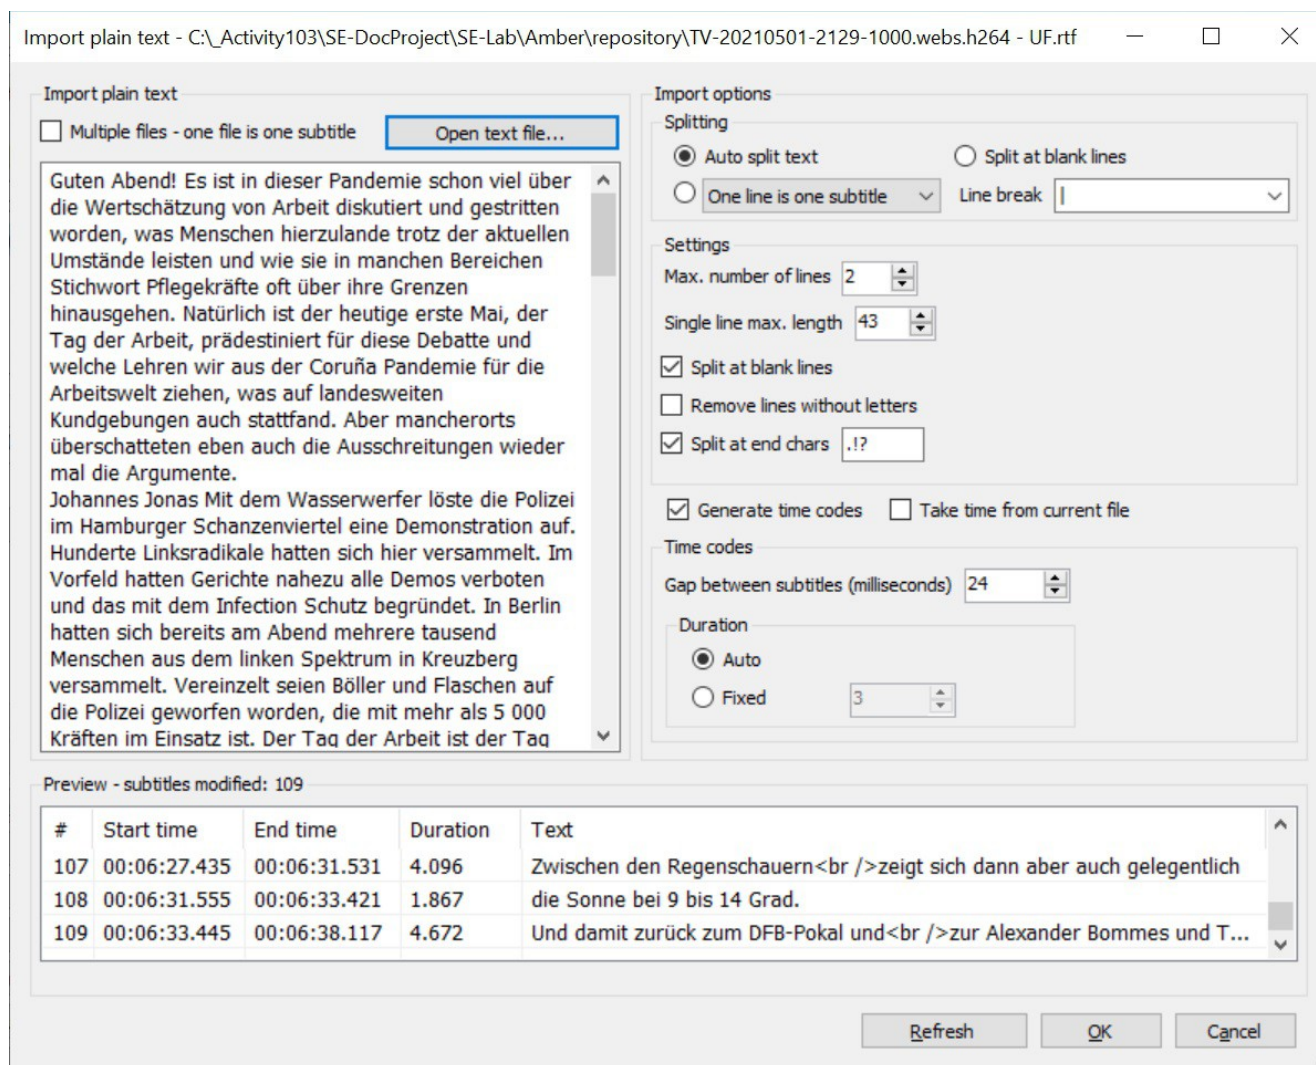 Import plain text - C:\_Activity103\SE-DocProject\SE-Lab\Amber\repository\TV-20210501-2129-1000.webs.h264 - UF.rtf
Import plain text
Multiple files - one file is one subtitle
Open text file...
Guten Abend! Es ist in dieser Pandemie schon viel über
die Wertschätzung von Arbeit diskutiert und gestritten
worden, was Menschen hierzulande trotz der aktuellen
Umstände leisten und wie sie in manchen Bereichen
Stichwort Pflegekräfte oft über ihre Grenzen
hinausgehen. Natürlich ist der heutige erste Mai, der
Tag der Arbeit, prädestiniert für diese Debatte und
welche Lehren wir aus der Coruña Pandemie für die
Arbeitswelt ziehen, was auf landesweiten
Kundgebungen auch stattfand. Aber mancherorts
überschatteten eben auch die Ausschreitungen wieder
mal die Argumente.
Johannes Jonas Mit dem Wasserwerfer löste die Polizei
im Hamburger Schanzenviertel eine Demonstration auf.
Hunderte Linksradikale hatten sich hier versammelt. Im
Vorfeld hatten Gerichte nahezu alle Demos verboten
und das mit dem Infection Schutz begründet. In Berlin
hatten sich bereits am Abend mehrere tausend
Menschen aus dem linken Spektrum in Kreuzberg
versammelt. Vereinzelt seien Böller und Flaschen auf
die Polizei geworfen worden, die mit mehr als 5 000
Kräften im Einsatz ist. Der Tag der Arbeit ist der Tag
Import options
Splitting
Auto split text
Split at blank lines
One line is one subtitle
Line break |
Settings
Max. number of lines 2
Single line max. length 43
Split at blank lines
Remove lines without letters
Split at end chars .!?
Generate time codes
Take time from current file
Time codes
Gap between subtitles (milliseconds) 24
Duration
Auto
Fixed 3
Preview - subtitles modified: 109
# Start time End time Duration Text
107 00:06:27.435 00:06:31.531 4.096 Zwischen den Regenschauern<br />zeigt sich dann aber auch gelegentlich
108 00:06:31.555 00:06:33.421 1.867 die Sonne bei 9 bis 14 Grad.
109 00:06:33.445 00:06:38.117 4.672 Und damit zurück zum DFB-Pokal und<br />zur Alexander Bommes und T...
Refresh
OK
Cancel